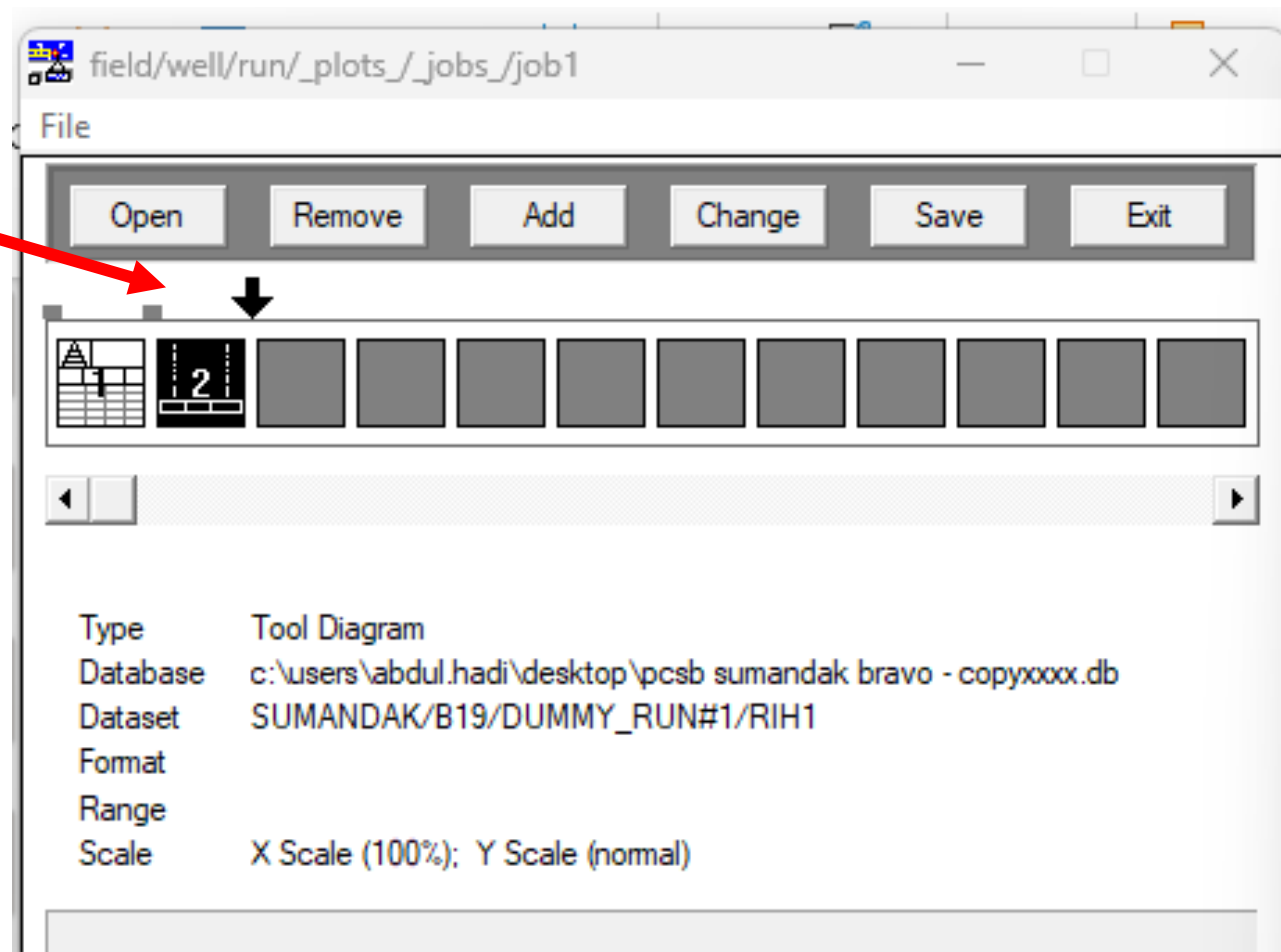 field/well/run/_plots_/_jobs_/job1
File
Open Remove Add Change Save Exit
1 2
Type Tool Diagram
Database c:\users\abdul.hadi\desktop\pcsb sumandak bravo - copyxxxx.db
Dataset SUMANDAK/B19/DUMMY_RUN#1/RIH1
Format
Range
Scale X Scale (100%); Y Scale (normal)